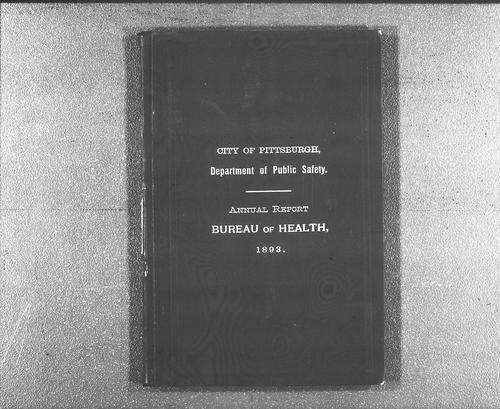 CITY OF PITTSBURGH,
Department of Public Safety.
ANNUAL REPORT
BUREAU OF HEALTH,
1893.